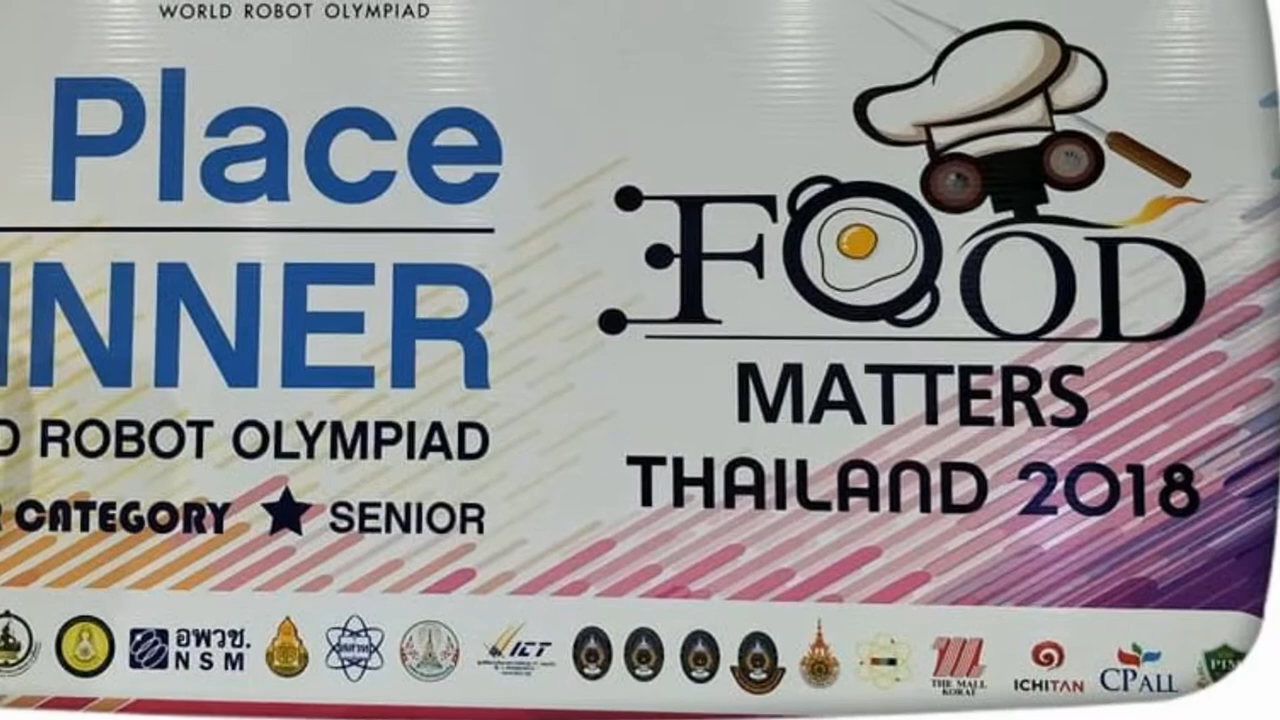 WORLD ROBOT OLYMPIAD
Place
INNER
D ROBOT OLYMPIAD
CATEGORY ★ SENIOR
FOOD
MATTERS
THAILAND 2018
อพวช.
NSM
ICT
THE MALL
KORAT
ICHITAN
CPALL
PIM